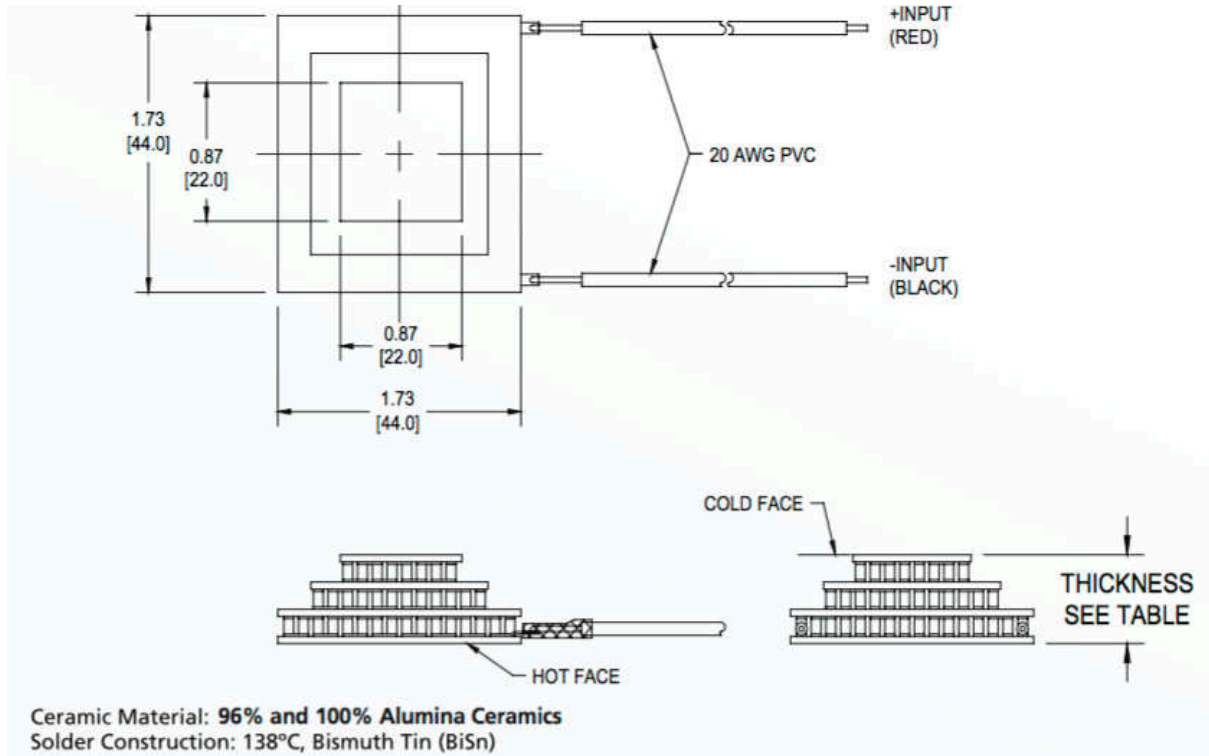 +INPUT
(RED)
1.73
[44.0]
0.87
[22.0]
20 AWG PVC
-INPUT
(BLACK)
0.87
[22.0]
1.73
[44.0]
COLD FACE
THICKNESS
SEE TABLE
HOT FACE
Ceramic Material: 96% and 100% Alumina Ceramics
Solder Construction: 138ºC, Bismuth Tin (BiSn)